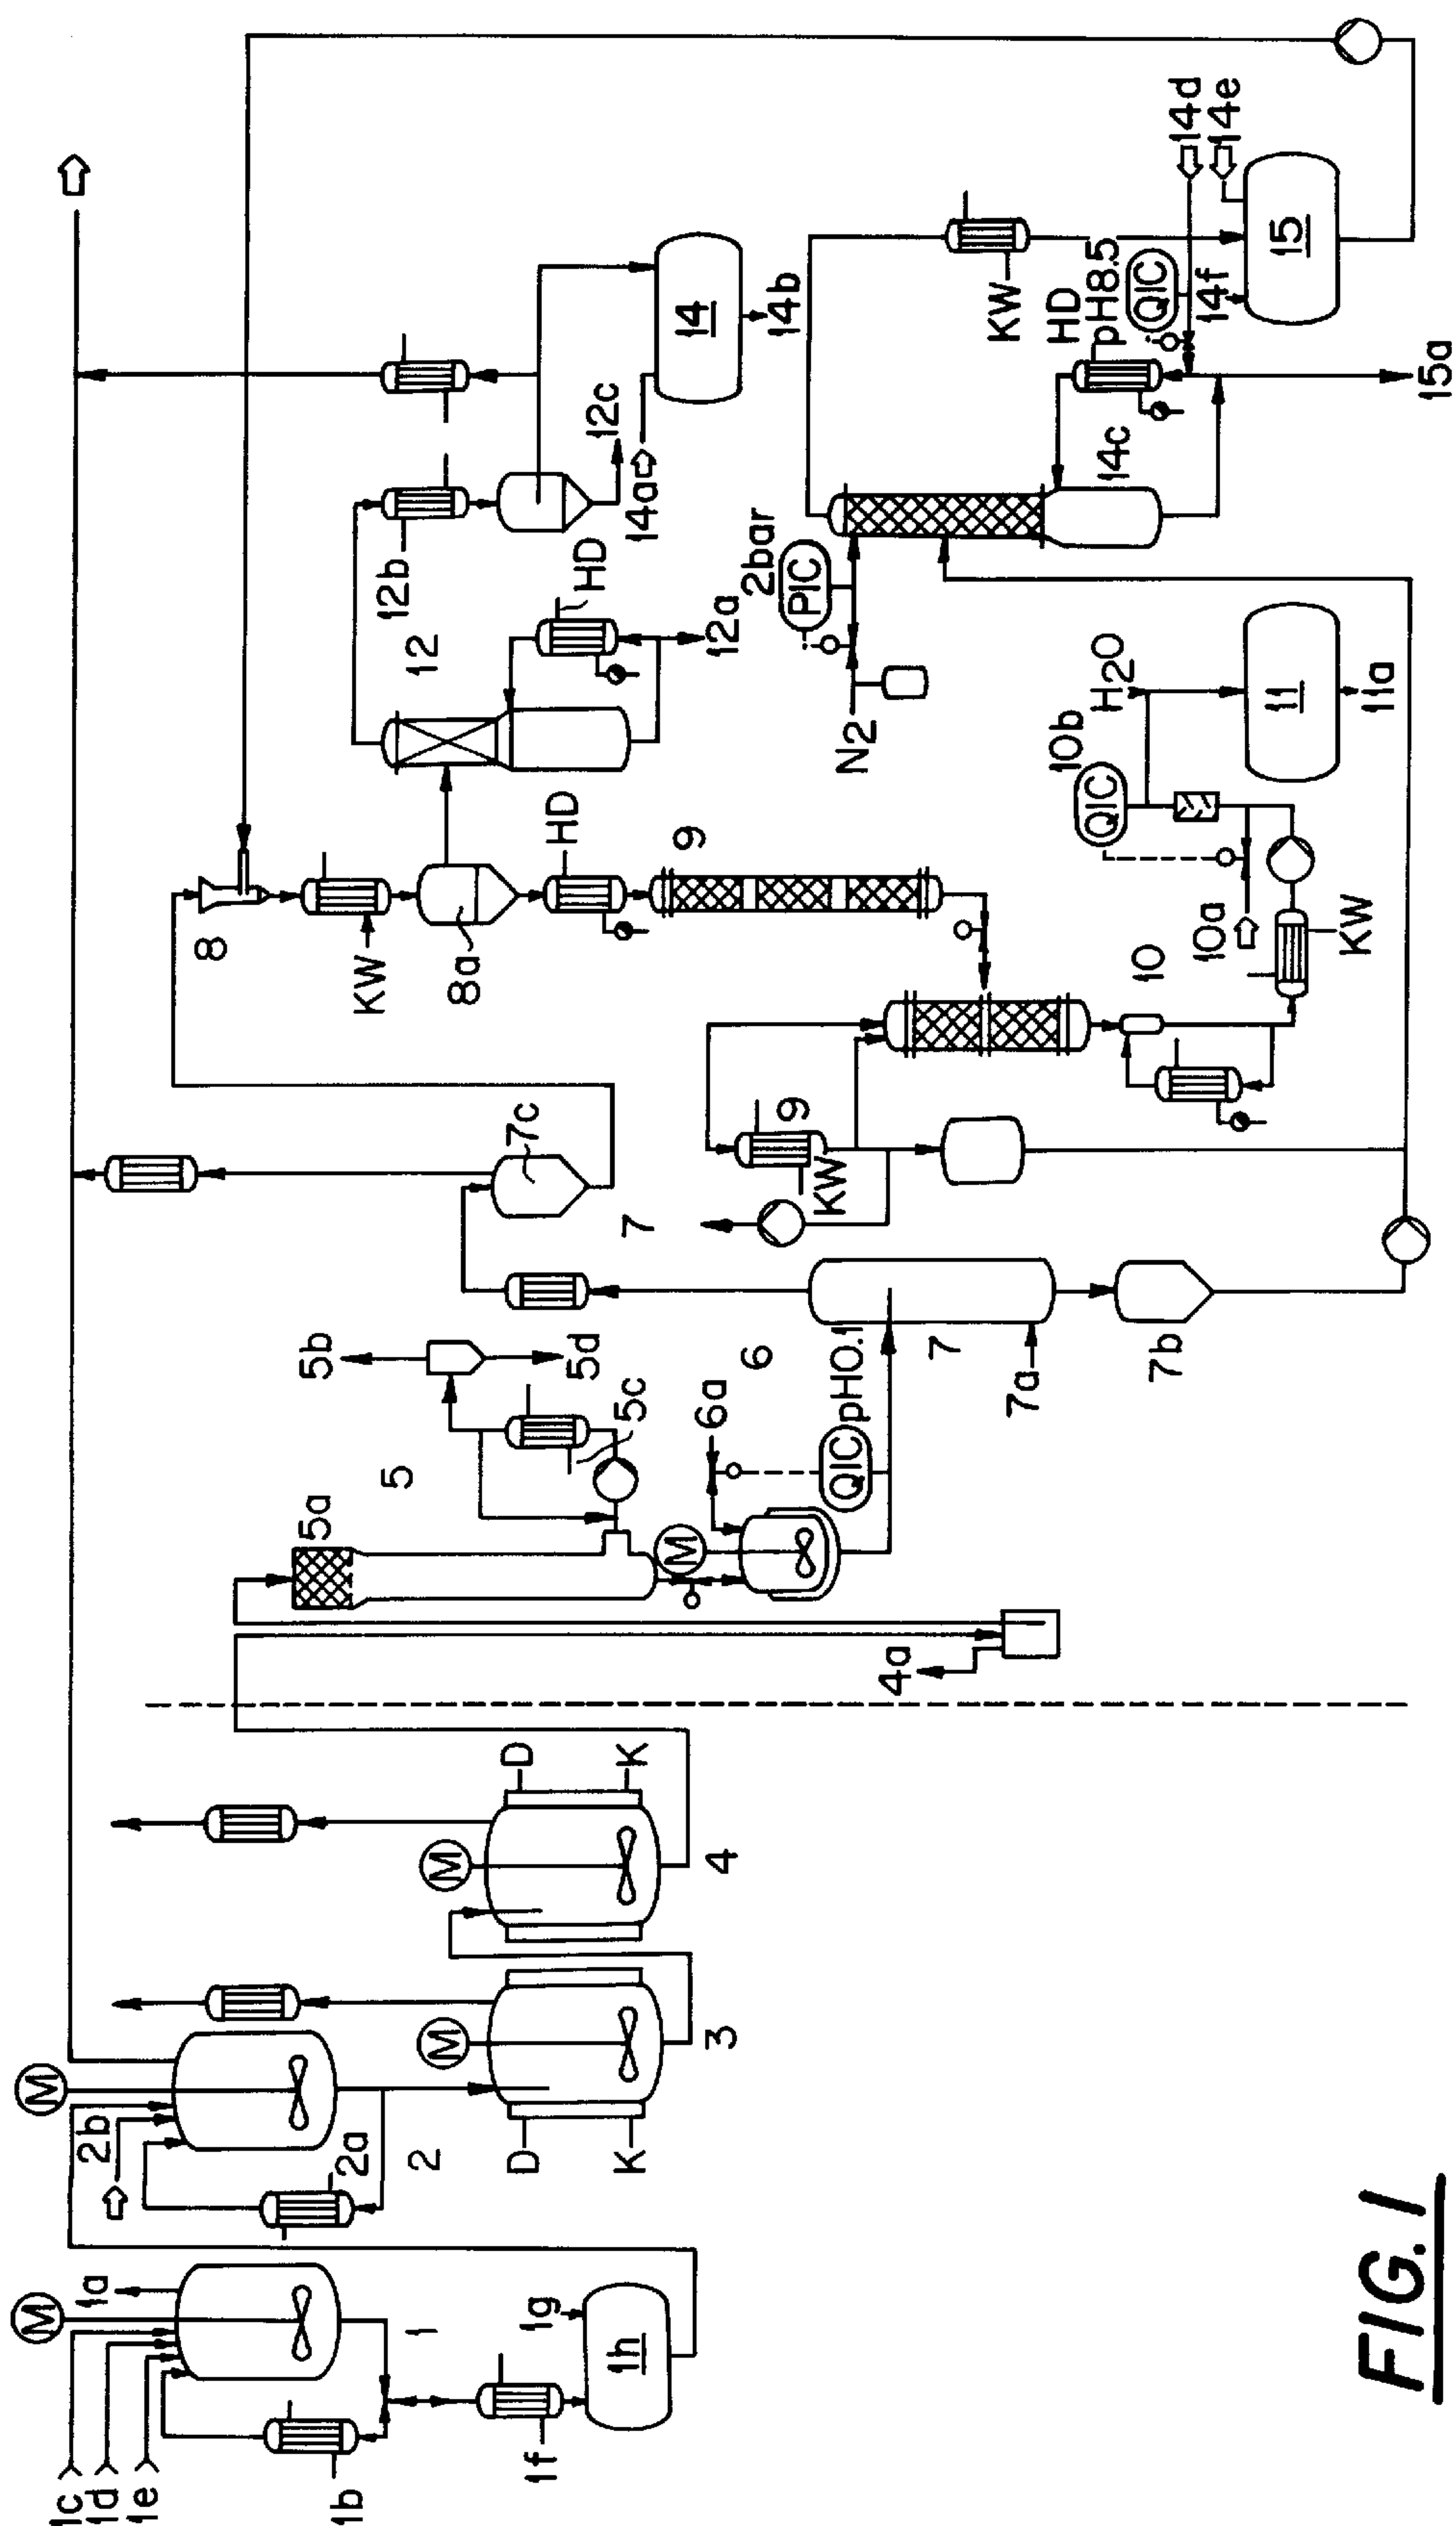 1c
1d
1e
M
1a
1b
1
1f
1g
1h
M
2b
2a
2
M
D
K
3
M
D
K
4
4a
5a
5
5b
5d
5c
M
6a
6
QIC
pH0.1
7
7a
7b
7
7c
8
KW
8a
HD
9
9
KW
10
10a
KW
QIC
10b
H2O
11
11a
12
12b
HD
12a
12c
14a
14
14b
N2
PIC
2bar
14c
KW
HD
pH8.5
QIC
14f
14d
14e
15
15a
FIG. 1